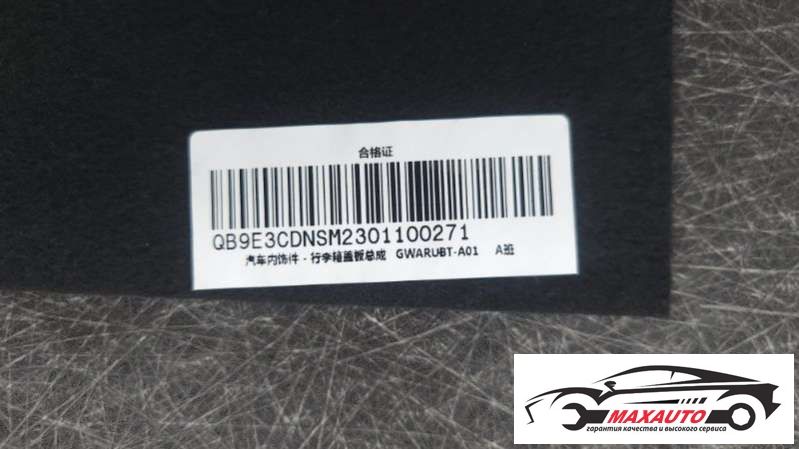 合格证
QB9E3CDNSM2301100271
汽车内饰件 - 行李箱盖板总成 GWARUBT-A01 A班
MAXAUTO
гарантия качества и высокого сервиса